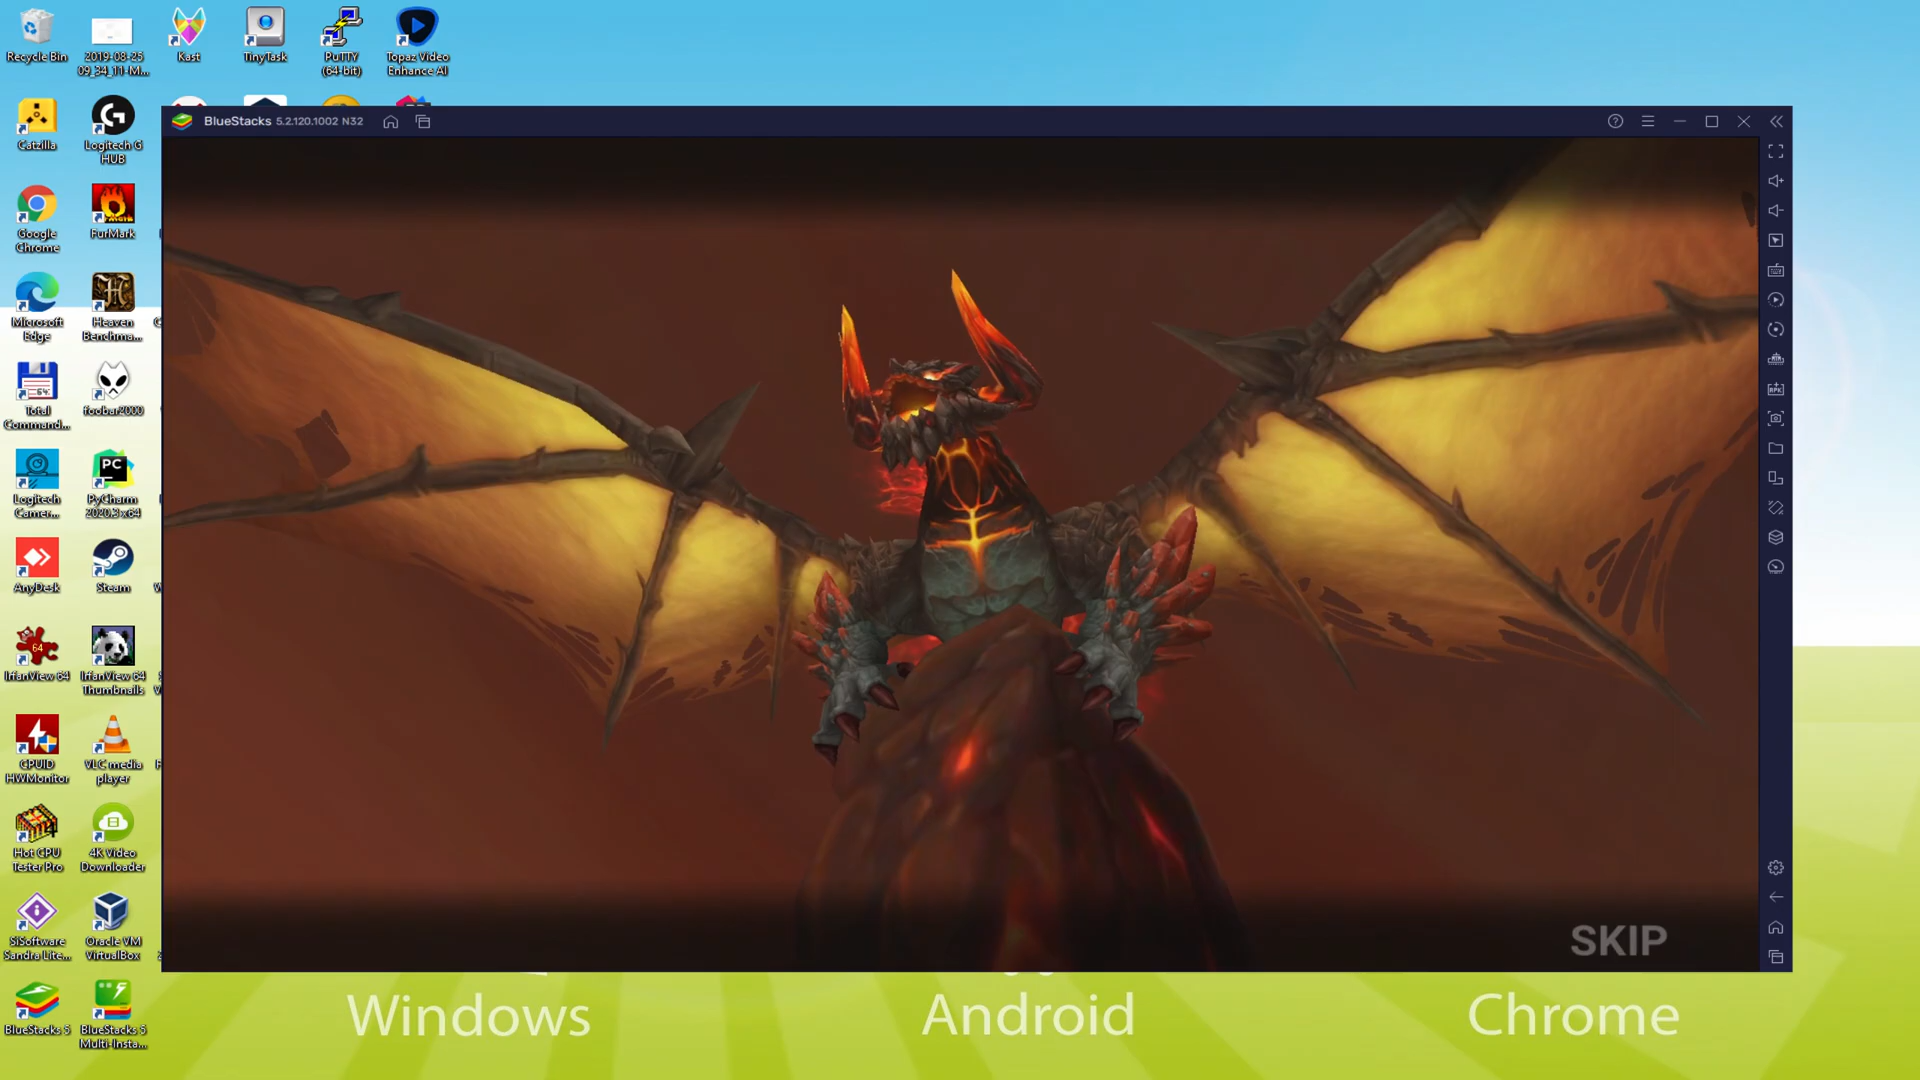 Recycle Bin
2019-08-25
09_34_11-M...
Kast
TinyTask
PuTTY
(64-bit)
Topaz Video
Enhance AI
Catzilla
Logitech G
HUB
BlueStacks 5.2.120.1002 N32
Google
Chrome
FurMark
Microsoft
Edge
Heaven
Benchma...
Total
Command...
foobar2000
Logitech
Camer...
PC
PyCharm
2020.3 x64
AnyDesk
Steam
64
IrfanView 64
IrfanView 64
Thumbnails
CPUID
HWMonitor
VLC media
player
Hot CPU
Tester Pro
4K Video
Downloader
SiSoftware
Sandra Lite...
Oracle VM
VirtualBox
BlueStacks 5
BlueStacks 5
Multi-Insta...
SKIP
Windows
Android
Chrome